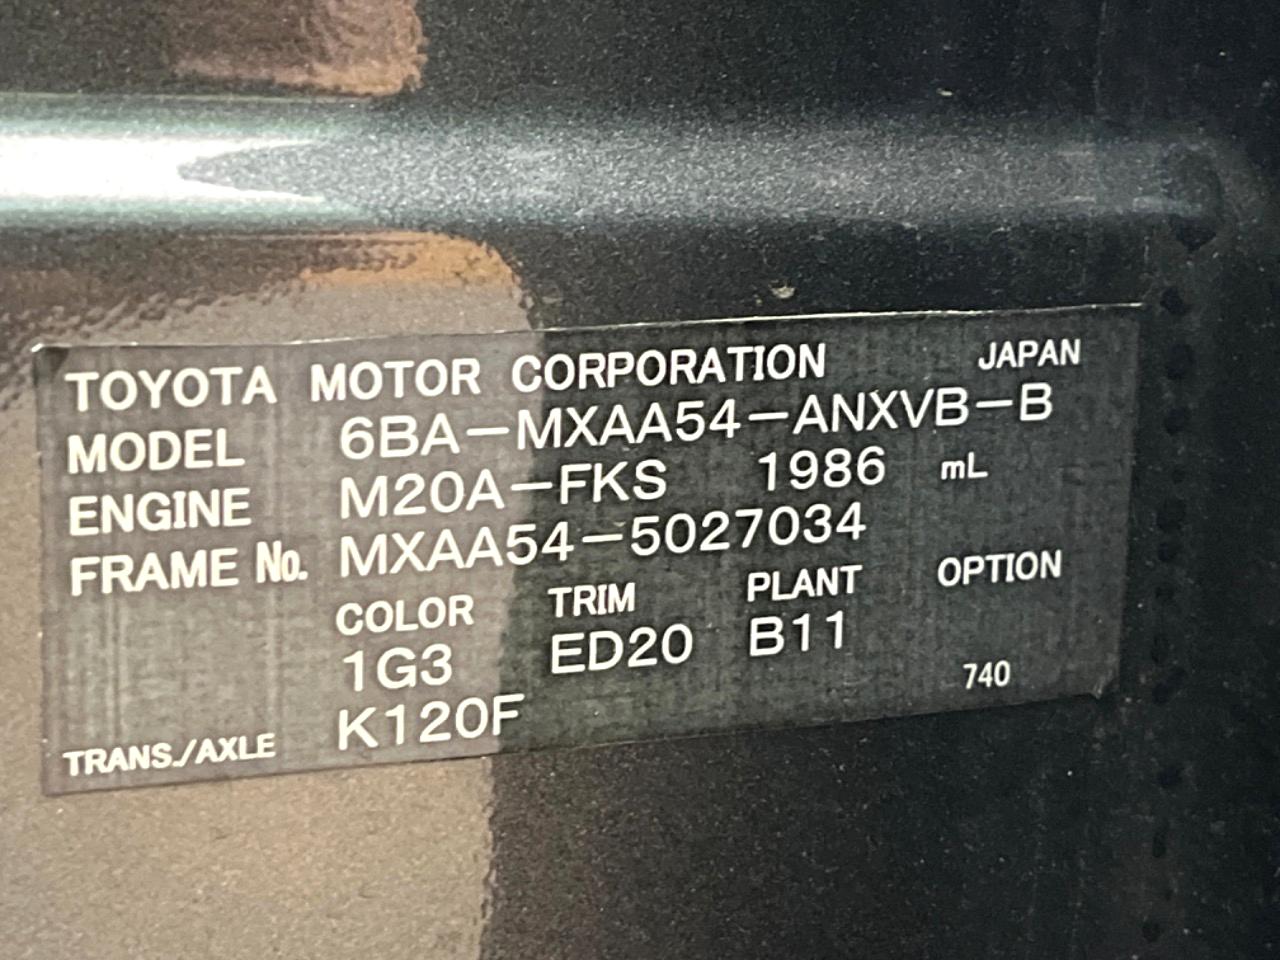 TOYOTA MOTOR CORPORATION JAPAN
MODEL 6BA-MXAA54-ANXVB-B
ENGINE M20A-FKS 1986 mL
FRAME No. MXAA54-5027034
COLOR TRIM PLANT OPTION
1G3 ED20 B11
TRANS./AXLE K120F 740